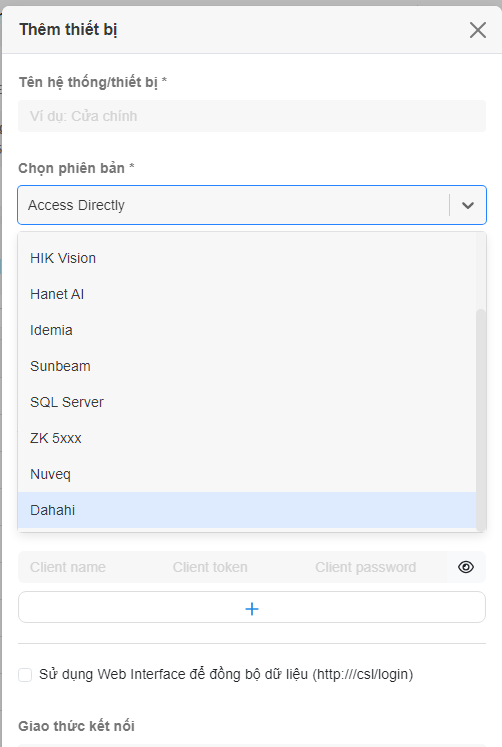 Thêm thiết bị
Tên hệ thống/thiết bị *
Ví dụ: Cửa chính
Chọn phiên bản *
Access Directly
HIK Vision
Hanet AI
Idemia
Sunbeam
SQL Server
ZK 5xxx
Nuveq
Dahahi
Client name Client token Client password
Sử dụng Web Interface để đồng bộ dữ liệu (http:///csl/login)
Giao thức kết nối